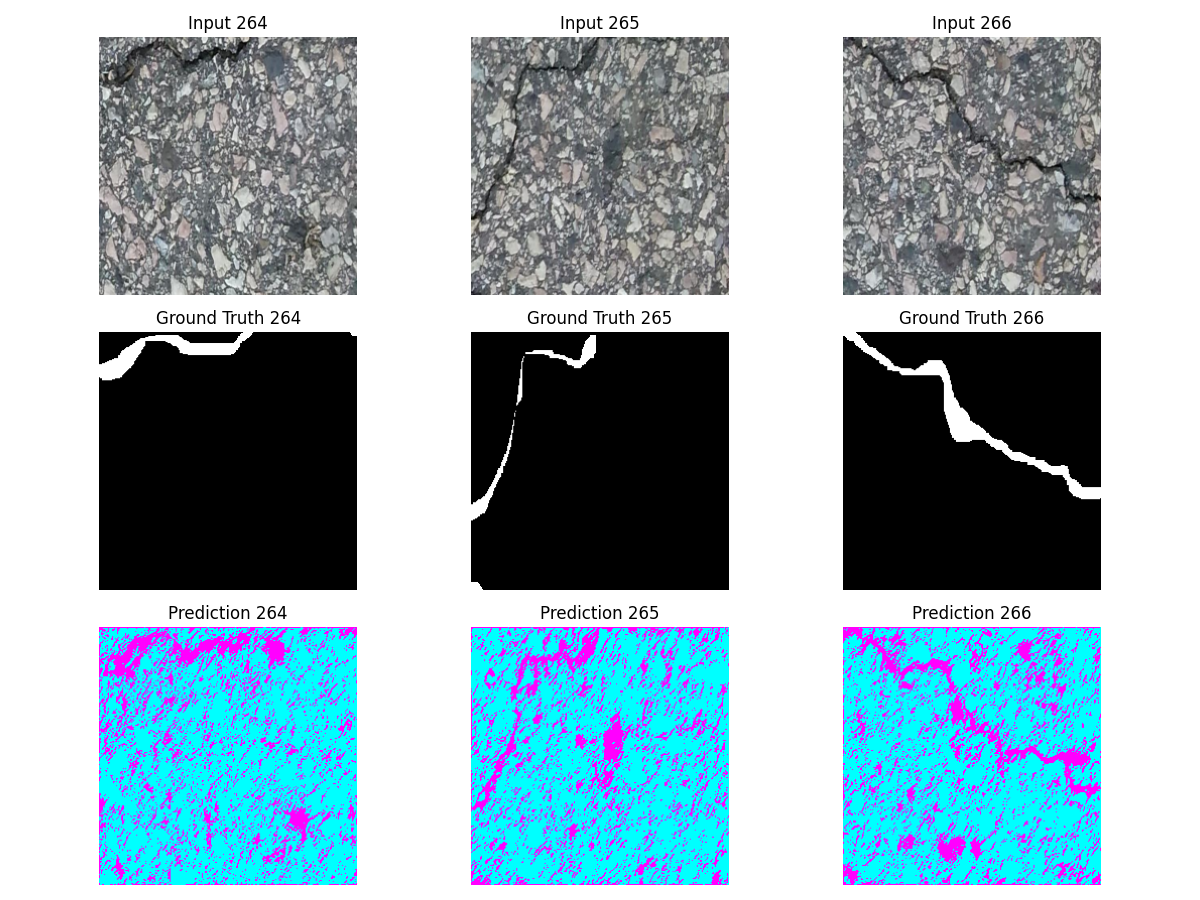 Input 264
Input 265
Input 266
Ground Truth 264
Ground Truth 265
Ground Truth 266
Prediction 264
Prediction 265
Prediction 266